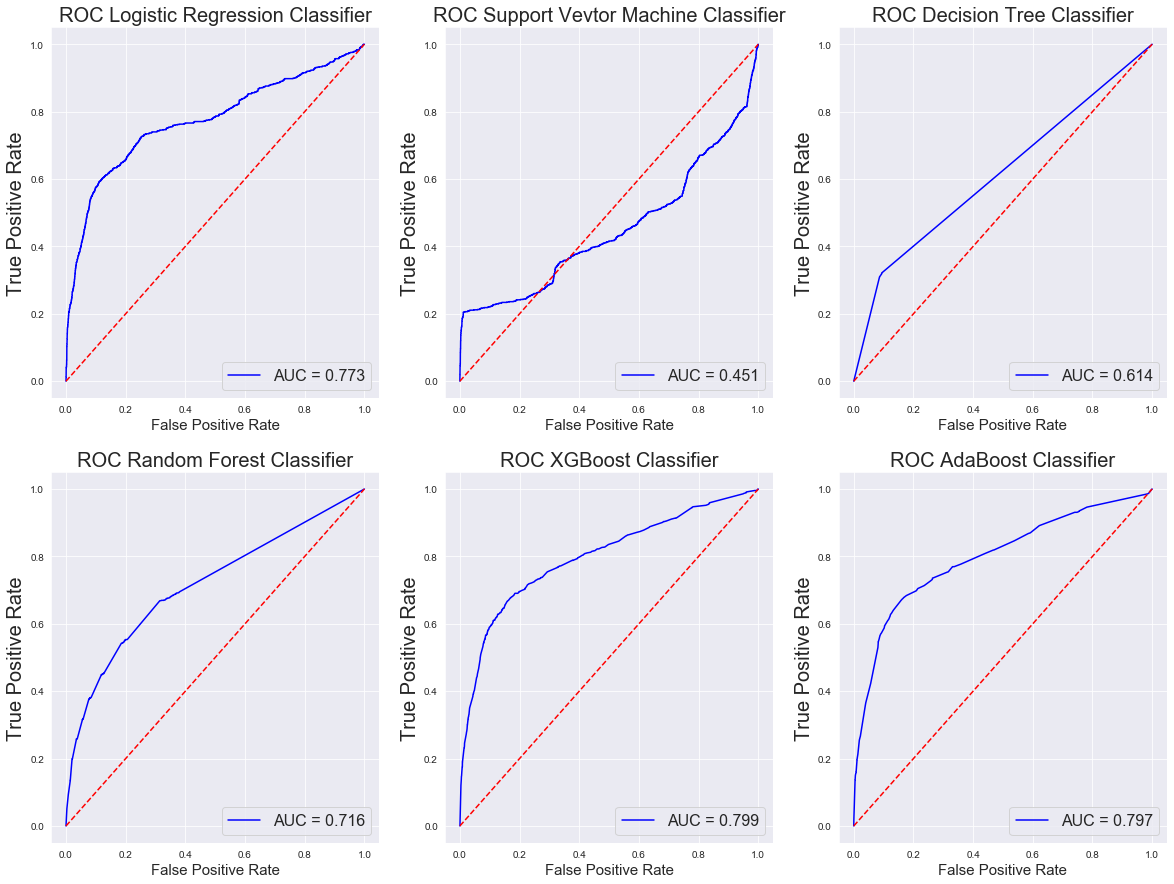 ROC Logistic Regression Classifier
True Positive Rate
1.0
0.8
0.6
0.4
0.2
0.0
AUC = 0.773
0.0 0.2 0.4 0.6 0.8 1.0
False Positive Rate
ROC Support Vevtor Machine Classifier
True Positive Rate
1.0
0.8
0.6
0.4
0.2
0.0
AUC = 0.451
0.0 0.2 0.4 0.6 0.8 1.0
False Positive Rate
ROC Decision Tree Classifier
True Positive Rate
1.0
0.8
0.6
0.4
0.2
0.0
AUC = 0.614
0.0 0.2 0.4 0.6 0.8 1.0
False Positive Rate
ROC Random Forest Classifier
True Positive Rate
1.0
0.8
0.6
0.4
0.2
0.0
AUC = 0.716
0.0 0.2 0.4 0.6 0.8 1.0
False Positive Rate
ROC XGBoost Classifier
True Positive Rate
1.0
0.8
0.6
0.4
0.2
0.0
AUC = 0.799
0.0 0.2 0.4 0.6 0.8 1.0
False Positive Rate
ROC AdaBoost Classifier
True Positive Rate
1.0
0.8
0.6
0.4
0.2
0.0
AUC = 0.797
0.0 0.2 0.4 0.6 0.8 1.0
False Positive Rate